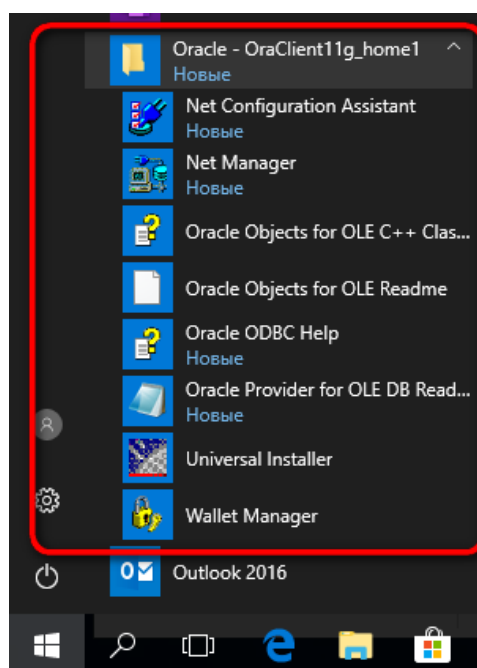 Oracle - OraClient11g_home1
Новые
Net Configuration Assistant
Новые
Net Manager
Новые
Oracle Objects for OLE C++ Clas...
Oracle Objects for OLE Readme
Oracle ODBC Help
Новые
Oracle Provider for OLE DB Read...
Новые
Universal Installer
Wallet Manager
Outlook 2016